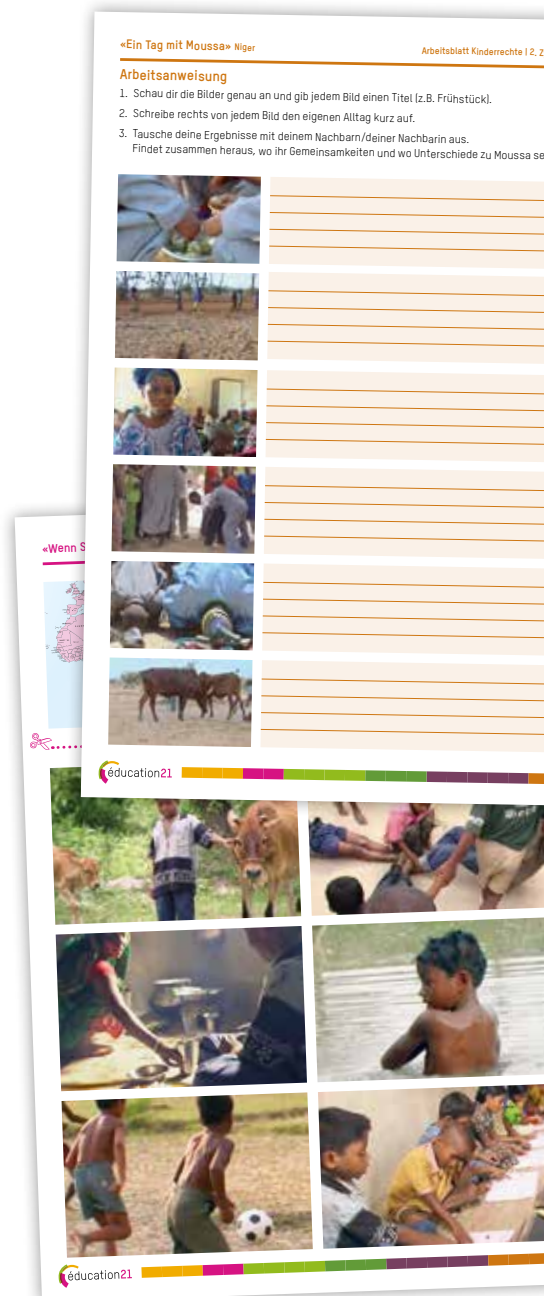 «Ein Tag mit Moussa» Niger
Arbeitsblatt Kinderrechte | 2. Z
Arbeitsanweisung
1. Schau dir die Bilder genau an und gib jedem Bild einen Titel (z.B. Frühstück).
2. Schreibe rechts von jedem Bild den eigenen Alltag kurz auf.
3. Tausche deine Ergebnisse mit deinem Nachbarn/deiner Nachbarin aus.
Findet zusammen heraus, wo ihr Gemeinsamkeiten und wo Unterschiede zu Moussa se
éducation21
«Wenn S
éducation21